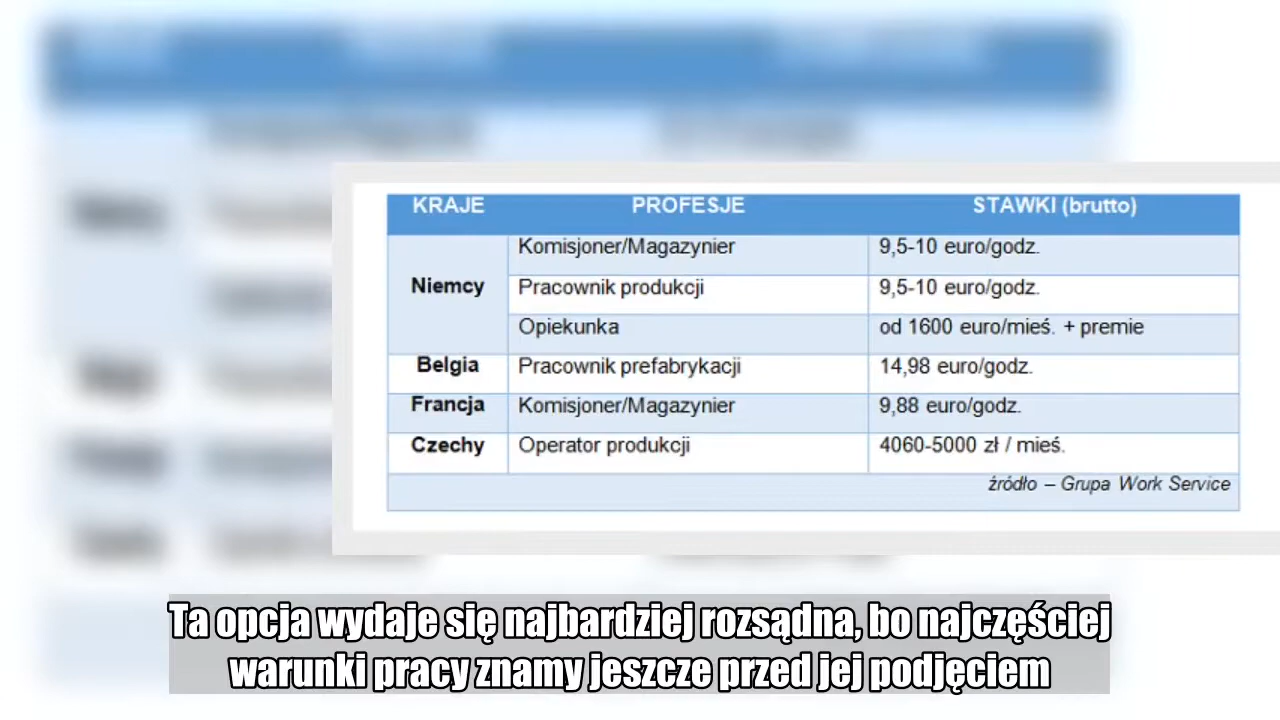 KRAJE PROFESJE STAWKI (brutto)
Komisjoner/Magazynier 9,5-10 euro/godz.
Niemcy Pracownik produkcji 9,5-10 euro/godz.
Opiekunka od 1600 euro/mieś. + premie
Belgia Pracownik prefabrykacji 14,98 euro/godz.
Francja Komisjoner/Magazynier 9,88 euro/godz.
Czechy Operator produkcji 4060-5000 zł / mieś.
źródło – Grupa Work Service
Ta opcja wydaje się najbardziej rozsądna, bo najczęściej
warunki pracy znamy jeszcze przed jej podjęciem